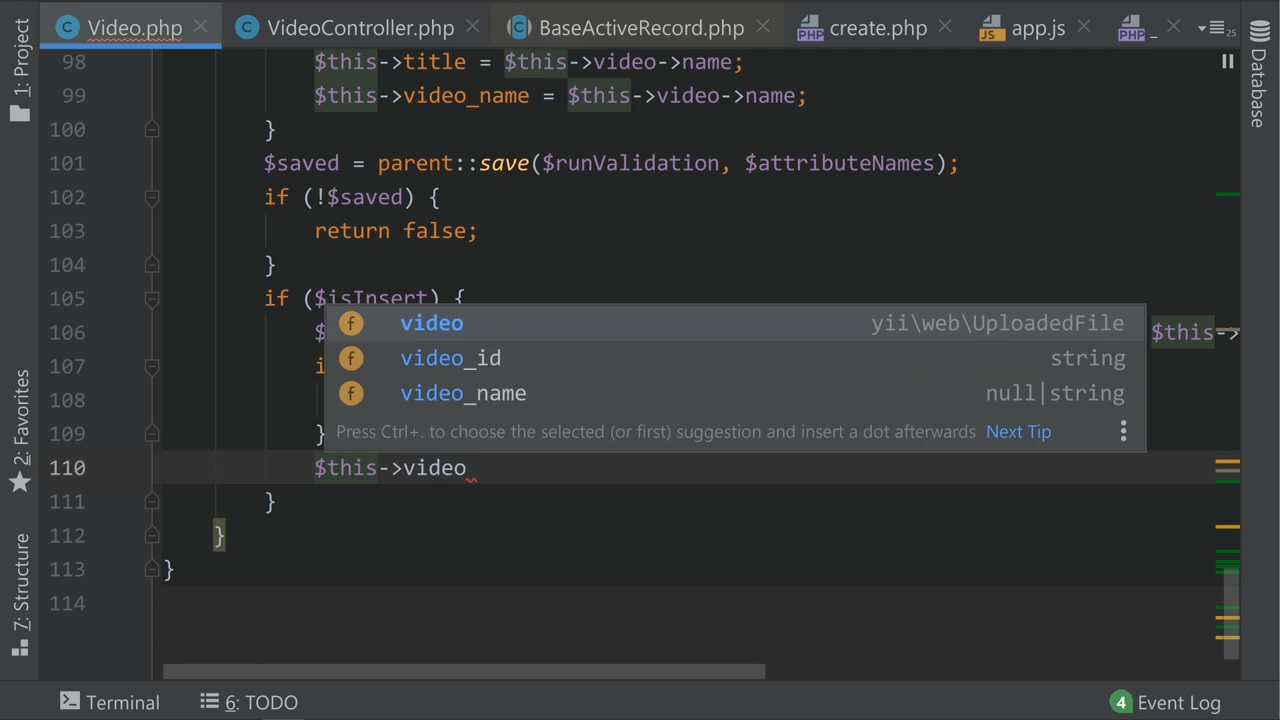 Video.php
VideoController.php
BaseActiveRecord.php
create.php
app.js
_
25
1: Project
2: Favorites
7: Structure
Database
98 $this->title = $this->video->name;
99 $this->video_name = $this->video->name;
100 }
101 $saved = parent::save($runValidation, $attributeNames);
102 if (!$saved) {
103 return false;
104 }
105 if ($isInsert) {
video yii\web\UploadedFile
106 $ $this->
video_id string
107 i
video_name null|string
108
Press Ctrl+. to choose the selected (or first) suggestion and insert a dot afterwards Next Tip
109 }
110 $this->video
111 }
112 }
113 }
114
Terminal
6: TODO
4 Event Log